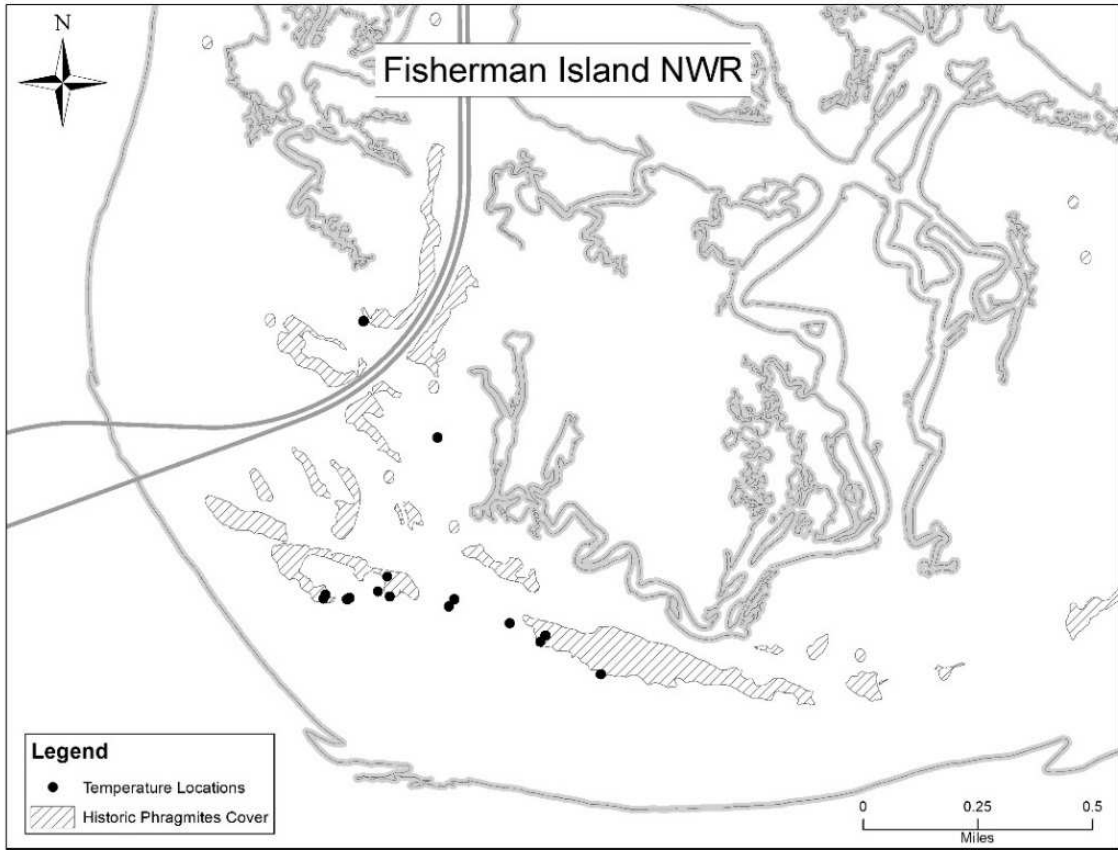 N
Fisherman Island NWR
Legend
Temperature Locations
Historic Phragmites Cover
0 0.25 0.5
Miles